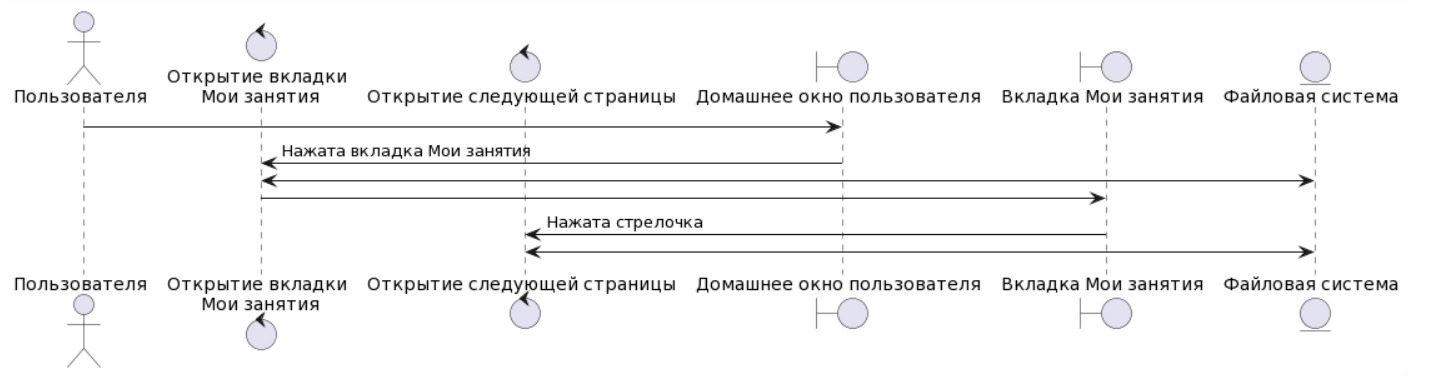 Открытие вкладки
Пользователя Мои занятия Открытие следующей страницы Домашнее окно пользователя Вкладка Мои занятия Файловая система
Нажата вкладка Мои занятия
Нажата стрелочка
Пользователя Открытие вкладки Открытие следующей страницы Домашнее окно пользователя Вкладка Мои занятия Файловая система
Мои занятия